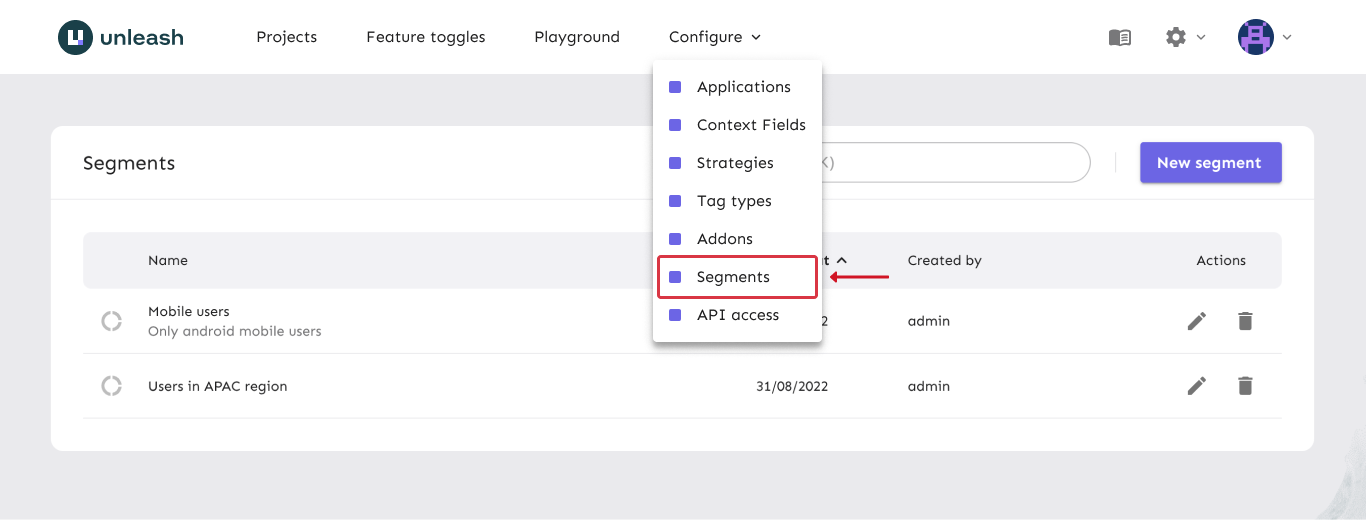 unleash
Projects
Feature toggles
Playground
Configure
Applications
Context Fields
Strategies
Tag types
Addons
Segments
API access
Segments
New segment
Name
Created by
Actions
Mobile users
Only android mobile users
admin
Users in APAC region
31/08/2022
admin